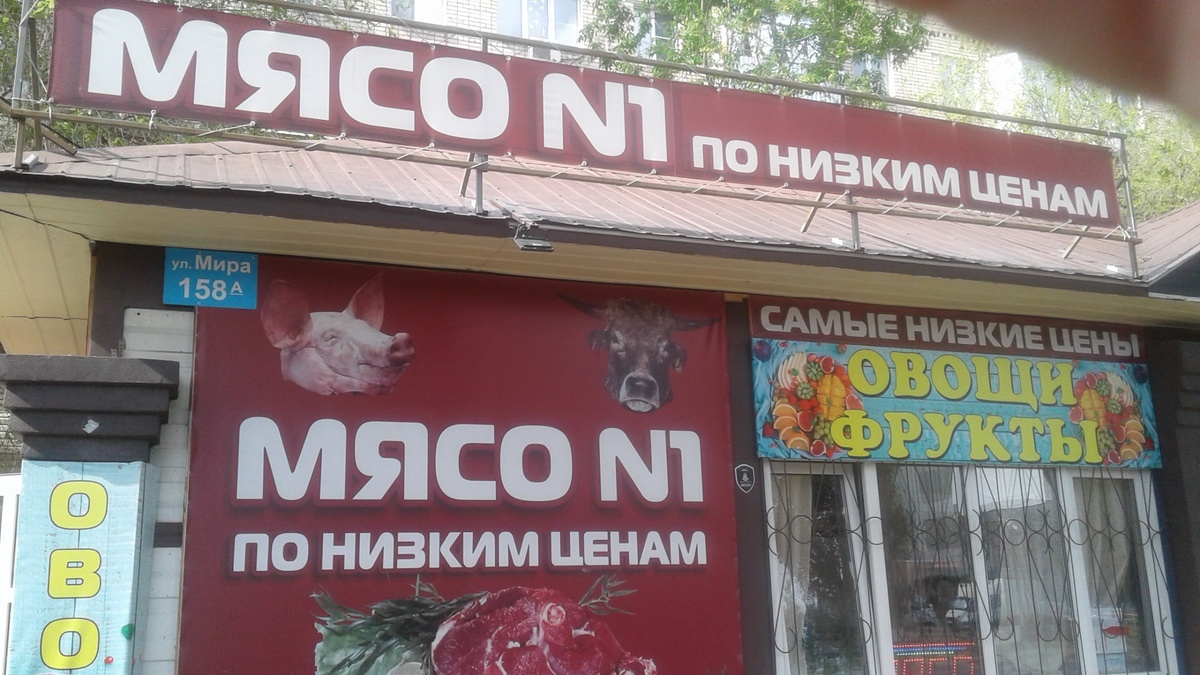 МЯСО N1 ПО НИЗКИМ ЦЕНАМ
ул. Мира
158А
МЯСО N1
ПО НИЗКИМ ЦЕНАМ
САМЫЕ НИЗКИЕ ЦЕНЫ
ОВОЩИ
ФРУКТЫ
О
В
О